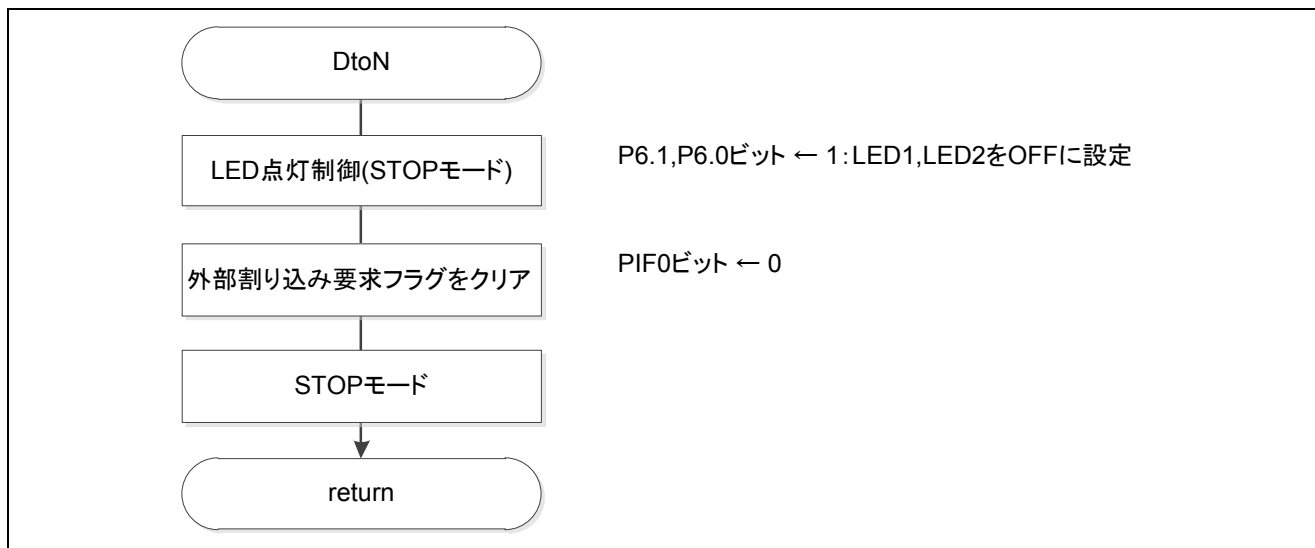 DtoN
LED点灯制御(STOPモード)
P6.1,P6.0ビット ← 1:LED1,LED2をOFFに設定
外部割り込み要求フラグをクリア
PIF0ビット ← 0
STOPモード
return